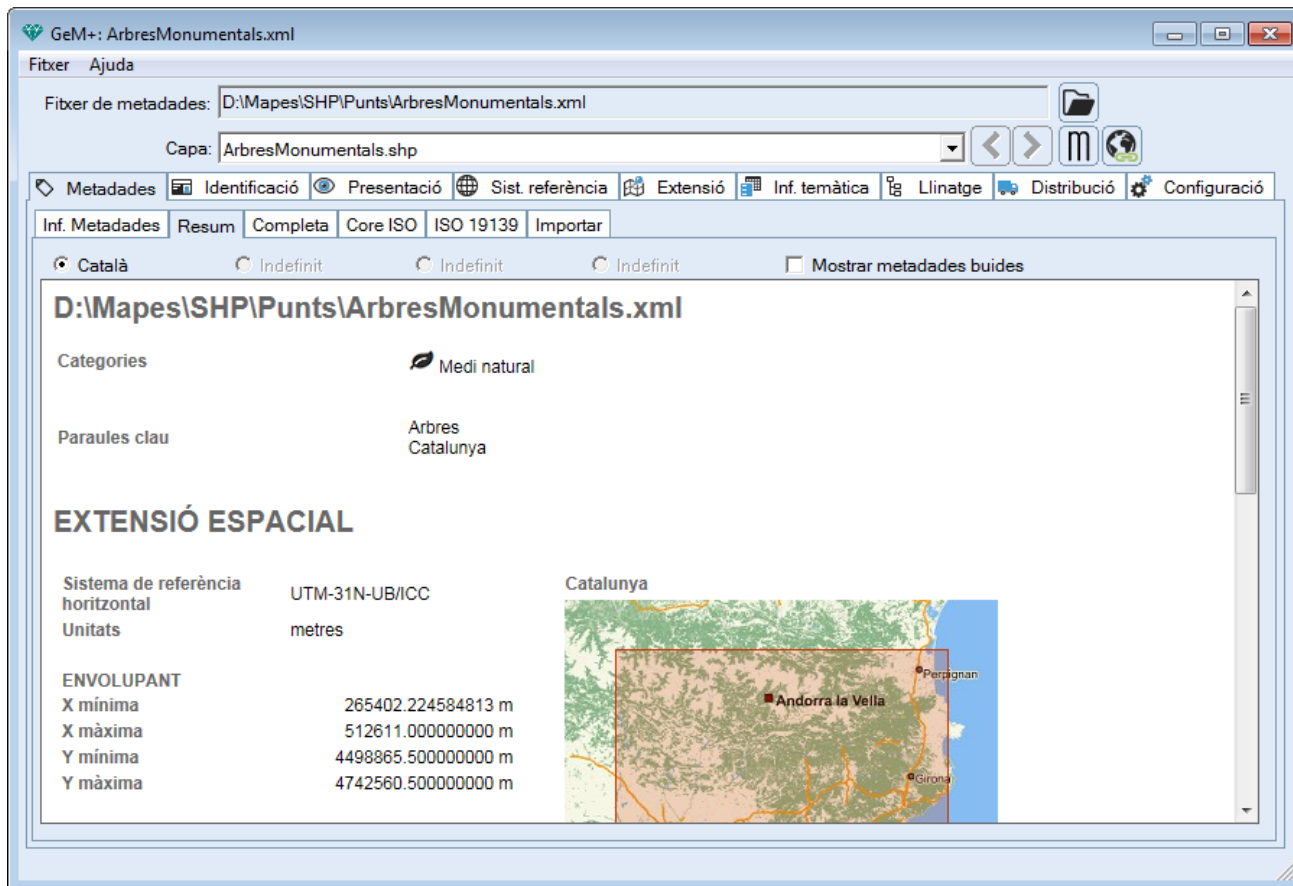 GeM+: ArbresMonumentals.xml
Fitxer Ajuda
Fitxer de metadades: D:\Mapes\SHP\Punts\ArbresMonumentals.xml
Capa: ArbresMonumentals.shp
Metadades Identificació Presentació Sist. referència Extensió Inf. temàtica Llinatge Distribució Configuració
Inf. Metadades Resum Completa Core ISO ISO 19139 Importar
Català Indefinit Indefinit Indefinit Mostrar metadades buides
D:\Mapes\SHP\Punts\ArbresMonumentals.xml
Categories Medi natural
Paraules clau Arbres
Catalunya
EXTENSIÓ ESPACIAL
Sistema de referència horitzontal UTM-31N-UB/ICC
Unitats metres
ENVOLUPANT
X mínima 265402.224584813 m
X màxima 512611.000000000 m
Y mínima 4498865.500000000 m
Y màxima 4742560.500000000 m
Catalunya
Perpignan
Andorra la Vella
Girona